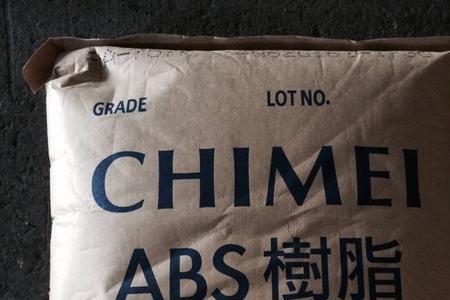 GRADE LOT NO.
CHIMEI
ABS 樹脂